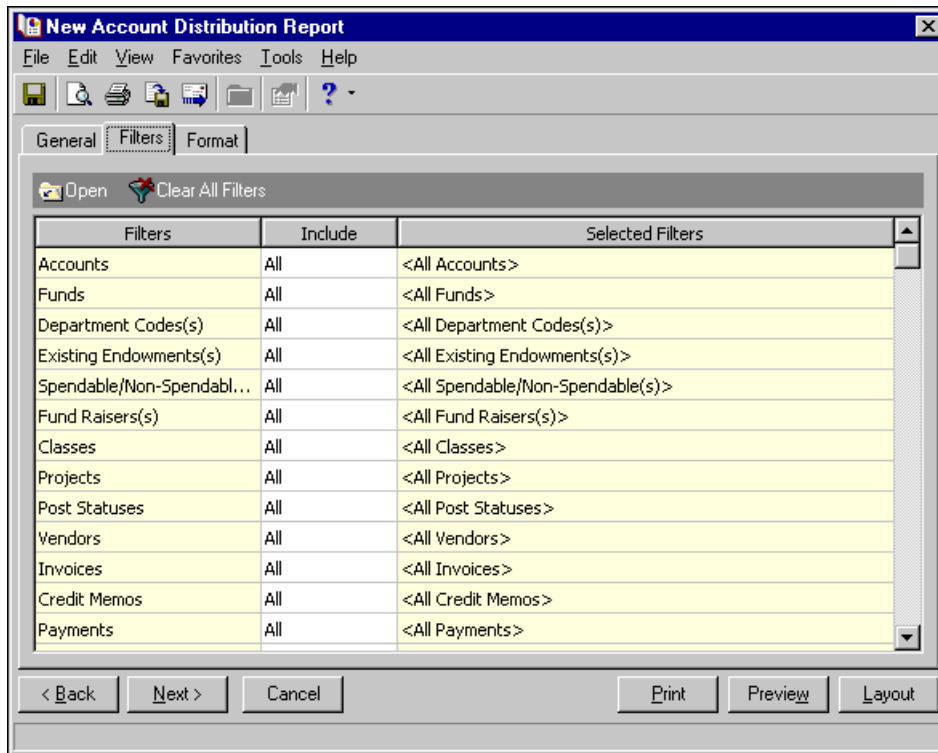 New Account Distribution Report
File Edit View Favorites Tools Help
General Filters Format
Open Clear All Filters
Filters Include Selected Filters
Accounts All <All Accounts>
Funds All <All Funds>
Department Codes(s) All <All Department Codes(s)>
Existing Endowments(s) All <All Existing Endowments(s)>
Spendable/Non-Spendabl... All <All Spendable/Non-Spendable(s)>
Fund Raisers(s) All <All Fund Raisers(s)>
Classes All <All Classes>
Projects All <All Projects>
Post Statuses All <All Post Statuses>
Vendors All <All Vendors>
Invoices All <All Invoices>
Credit Memos All <All Credit Memos>
Payments All <All Payments>
< Back Next > Cancel Print Preview Layout